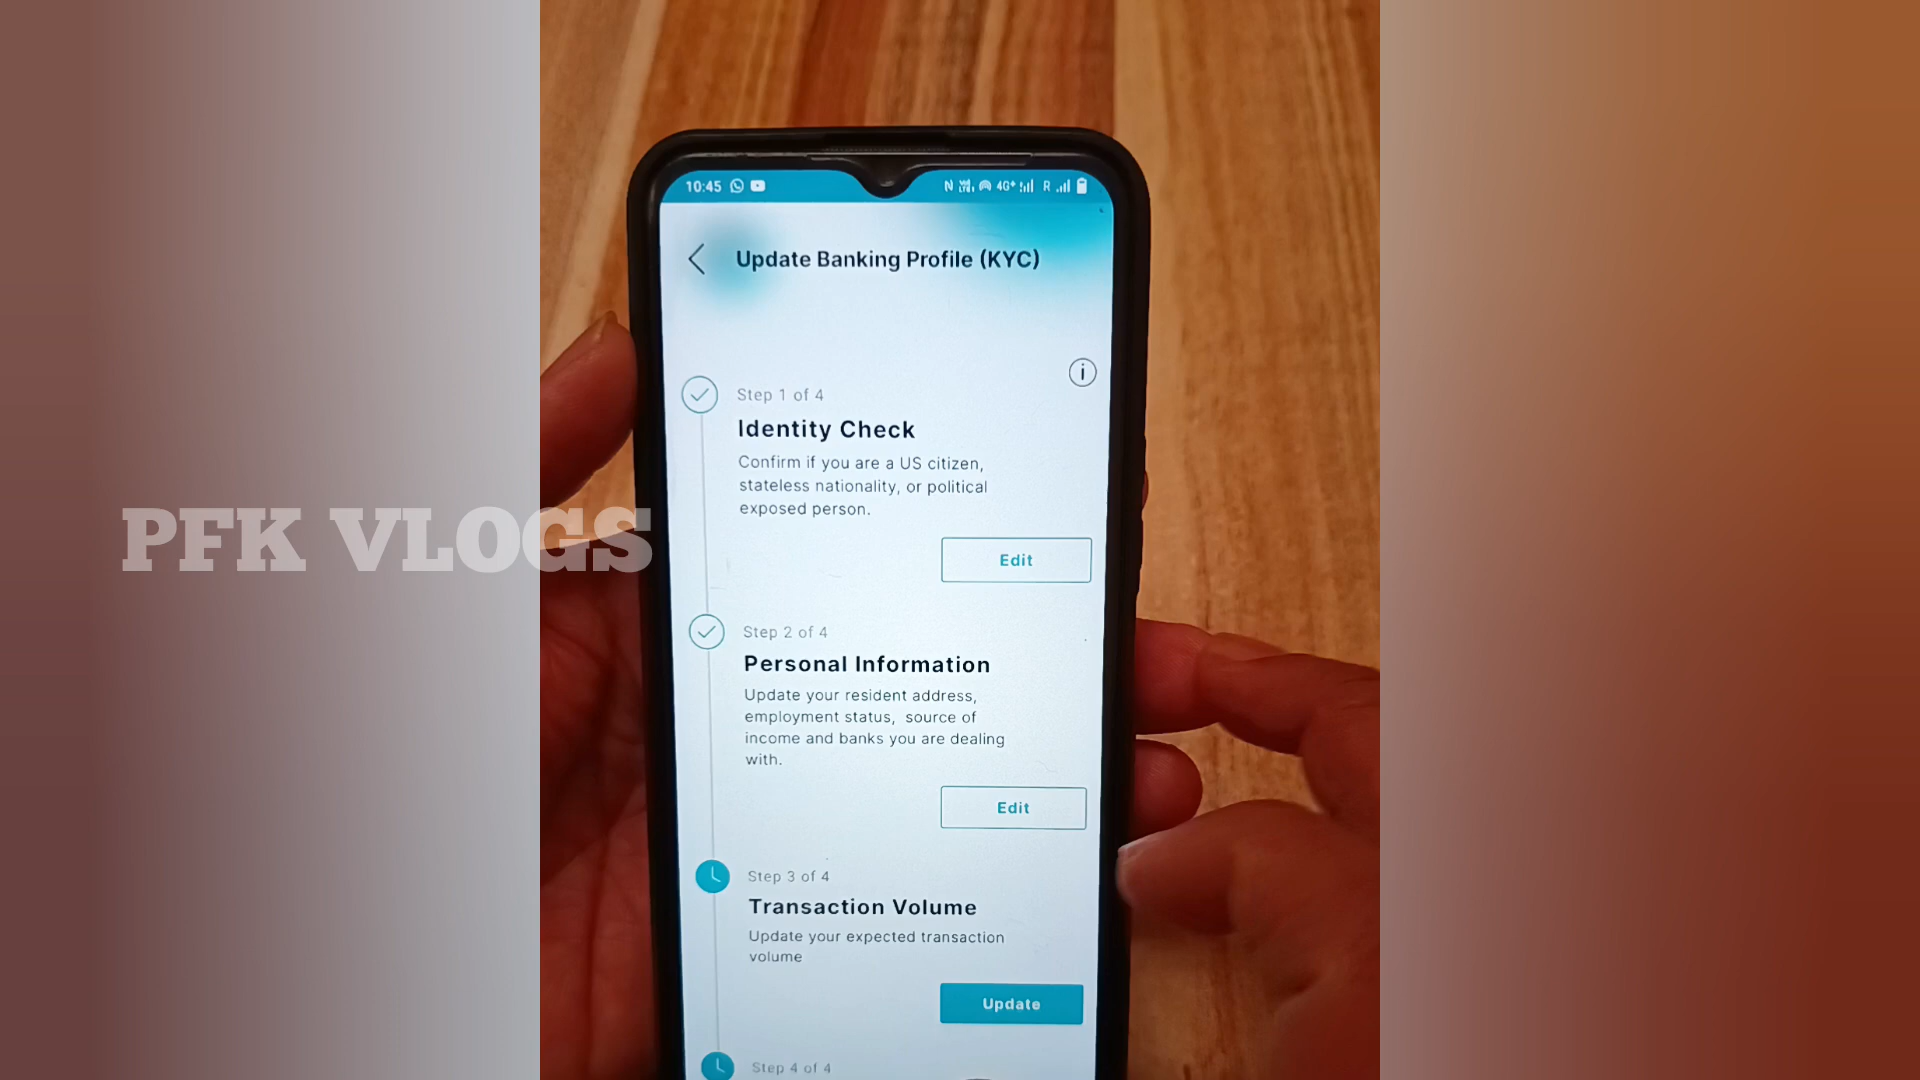 10:45
N 4G+ R
Update Banking Profile (KYC)
i
Step 1 of 4
Identity Check
Confirm if you are a US citizen,
stateless nationality, or political
exposed person.
Edit
PFK VLOGS
Step 2 of 4
Personal Information
Update your resident address,
employment status, source of
income and banks you are dealing
with.
Edit
Step 3 of 4
Transaction Volume
Update your expected transaction
volume
Update
Step 4 of 4